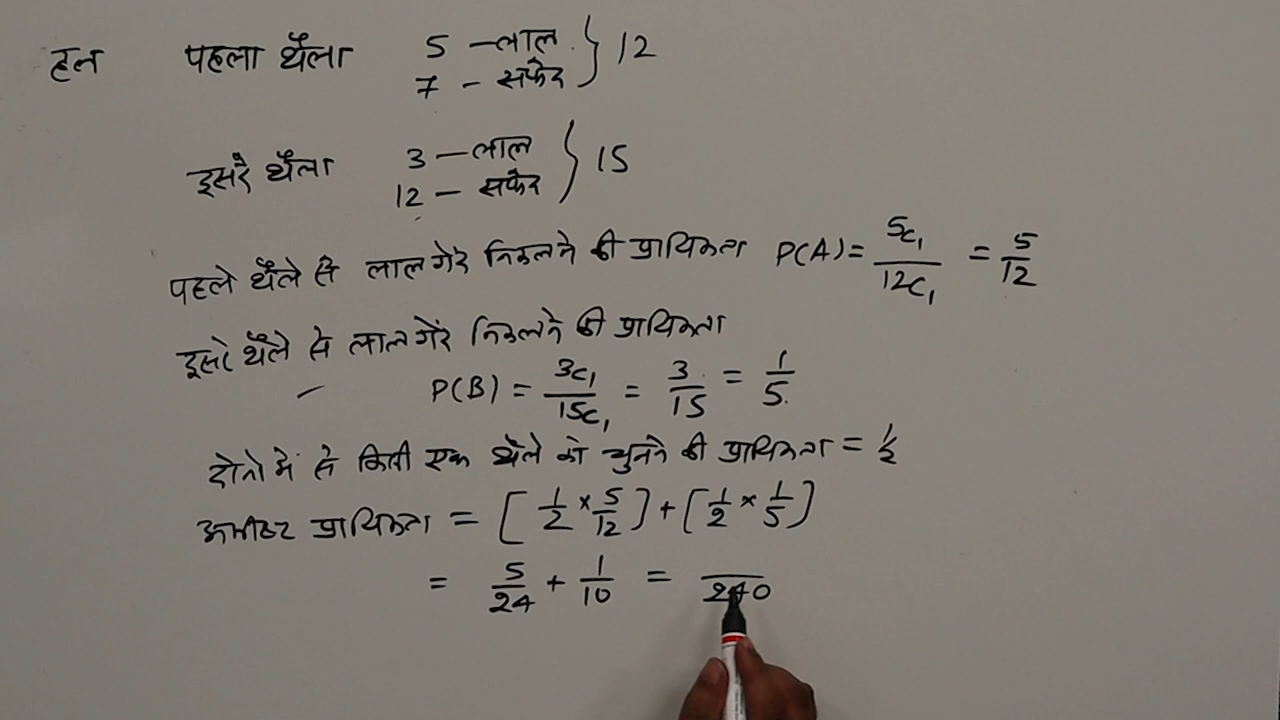 हल पहला थैला 5 – लाल } 12
7 – सफेद
दूसरे थैला 3 – लाल } 15
12 – सफेद
पहले थैले से लाल गेंद निकलने की प्रायिकता P(A) = 5C₁ / 12C₁ = 5/12
दूसरे थैले से लाल गेंद निकलने की प्रायिकता
P(B) = 3C₁ / 15C₁ = 3/15 = 1/5
दोनो में से किसी एक थैले को चुनने की प्रायिकता = 1/2
अभीष्ट प्रायिकता = [1/2 × 5/12] + [1/2 × 1/5]
= 5/24 + 1/10 = /240